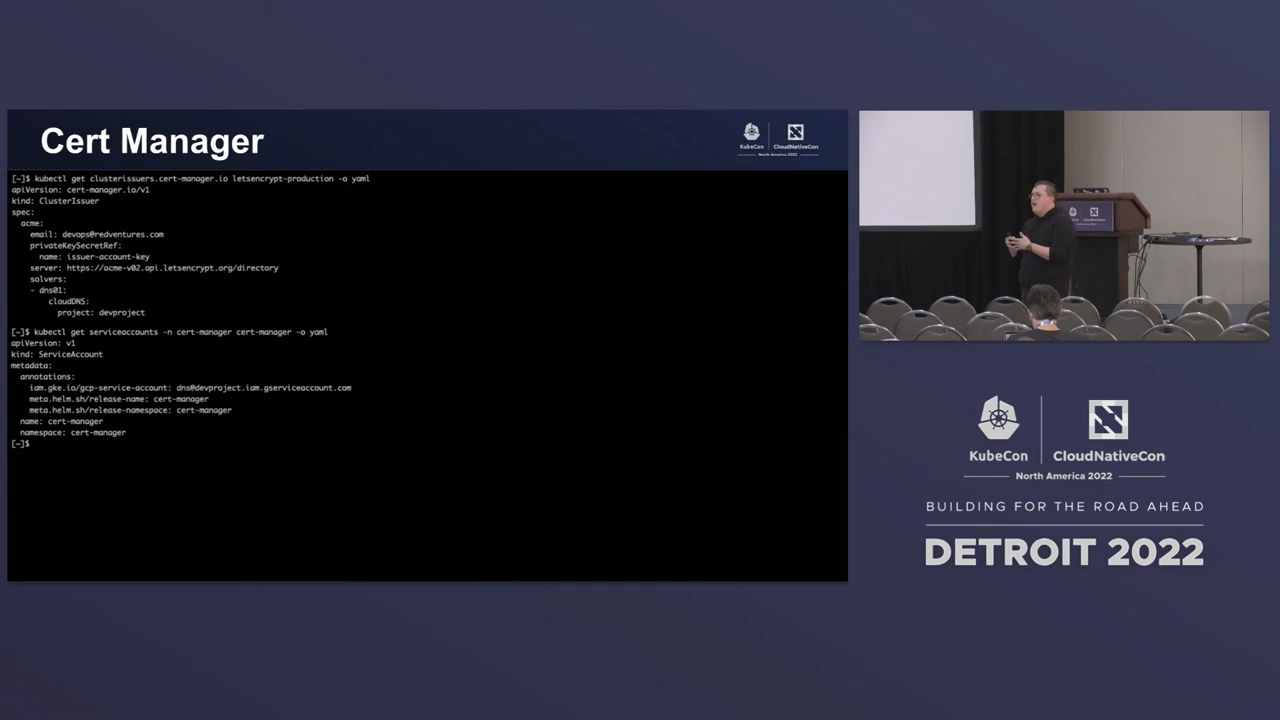 Cert Manager
KubeCon
CloudNativeCon
North America 2022
[~]$ kubectl get clusterissuers.cert-manager.io letsencrypt-production -o yaml
apiVersion: cert-manager.io/v1
kind: ClusterIssuer
spec:
  acme:
    email: devops@redventures.com
    privateKeySecretRef:
      name: issuer-account-key
    server: https://acme-v02.api.letsencrypt.org/directory
    solvers:
    - dns01:
        cloudDNS:
          project: devproject
[~]$ kubectl get serviceaccounts -n cert-manager cert-manager -o yaml
apiVersion: v1
kind: ServiceAccount
metadata:
  annotations:
    iam.gke.io/gcp-service-account: dns@devproject.iam.gserviceaccount.com
    meta.helm.sh/release-name: cert-manager
    meta.helm.sh/release-namespace: cert-manager
  name: cert-manager
  namespace: cert-manager
[~]$
KubeCon
CloudNativeCon
North America 2022
BUILDING FOR THE ROAD AHEAD
DETROIT 2022